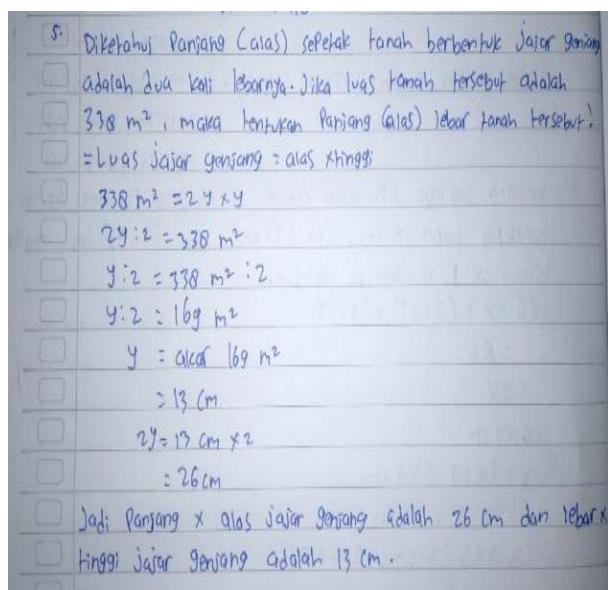 5. Diketahui Panjang (alas) sepetak tanah berbentuk jajar genjang
adalah dua kali lebarnya. Jika luas tanah tersebut adalah
338 m², maka tentukan Panjang (alas) lebar tanah tersebut!
= Luas jajar genjang = alas x tinggi
338 m² = 2y x y
2y : 2 = 338 m²
y : 2 = 338 m² : 2
y : 2 = 169 m²
y = akar 169 m²
= 13 cm
2y = 13 cm x 2
= 26 cm
Jadi Panjang x alas jajar genjang adalah 26 cm dan lebar x
tinggi jajar genjang adalah 13 cm.